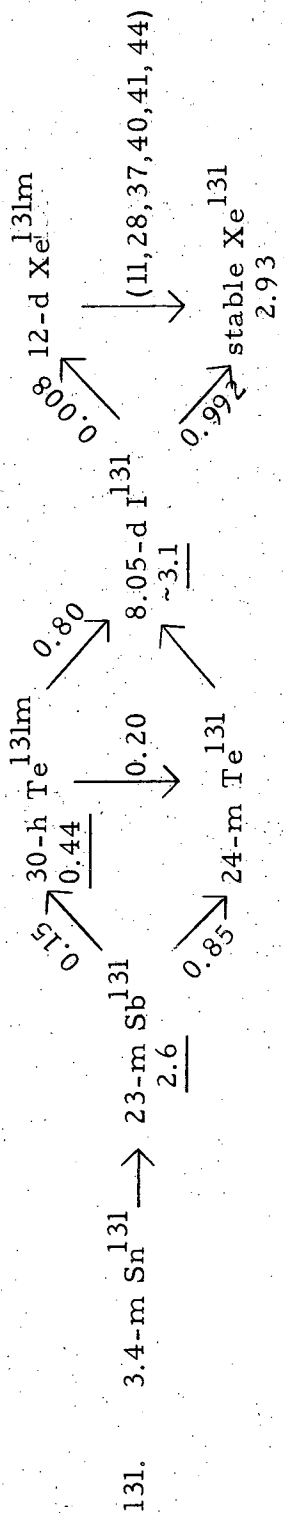 131.
3.4-m Sn¹³¹
23-m Sb¹³¹
2.6
0.15
0.85
30-h Te¹³¹ᵐ
0.44
0.20
24-m Te¹³¹
0.80
8.05-d I¹³¹
~3.1
0.008
0.992
12-d Xe¹³¹ᵐ
(11,28,37,40,41,44)
stable Xe¹³¹
2.93